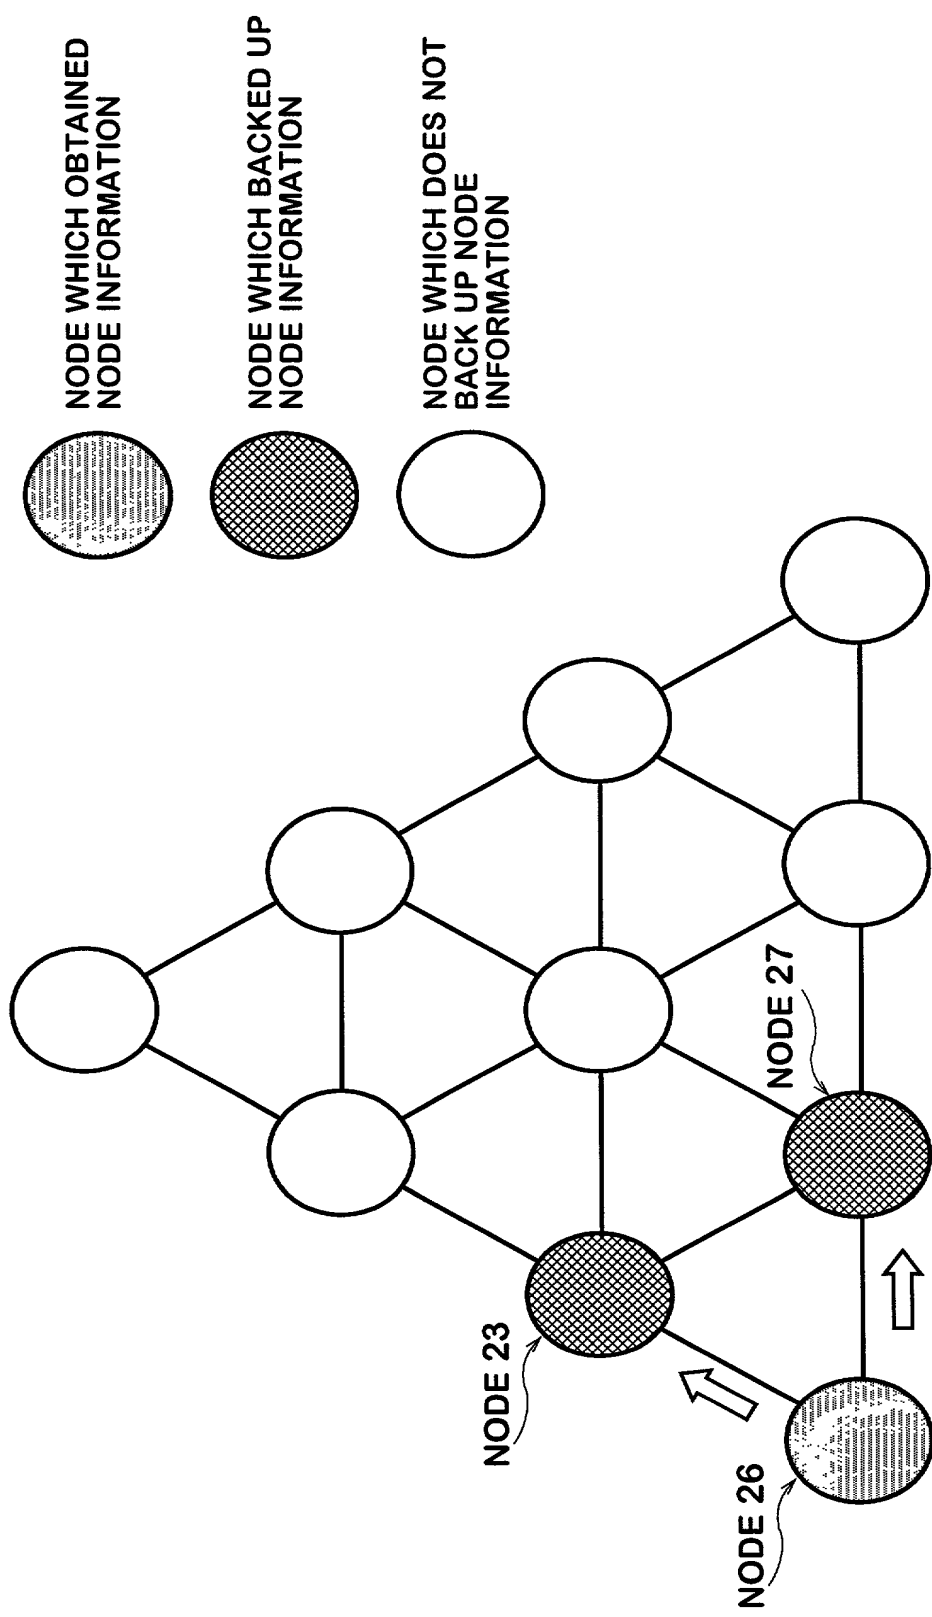 NODE WHICH OBTAINED
NODE INFORMATION
NODE WHICH BACKED UP
NODE INFORMATION
NODE WHICH DOES NOT
BACK UP NODE
INFORMATION
NODE 23
NODE 27
NODE 26